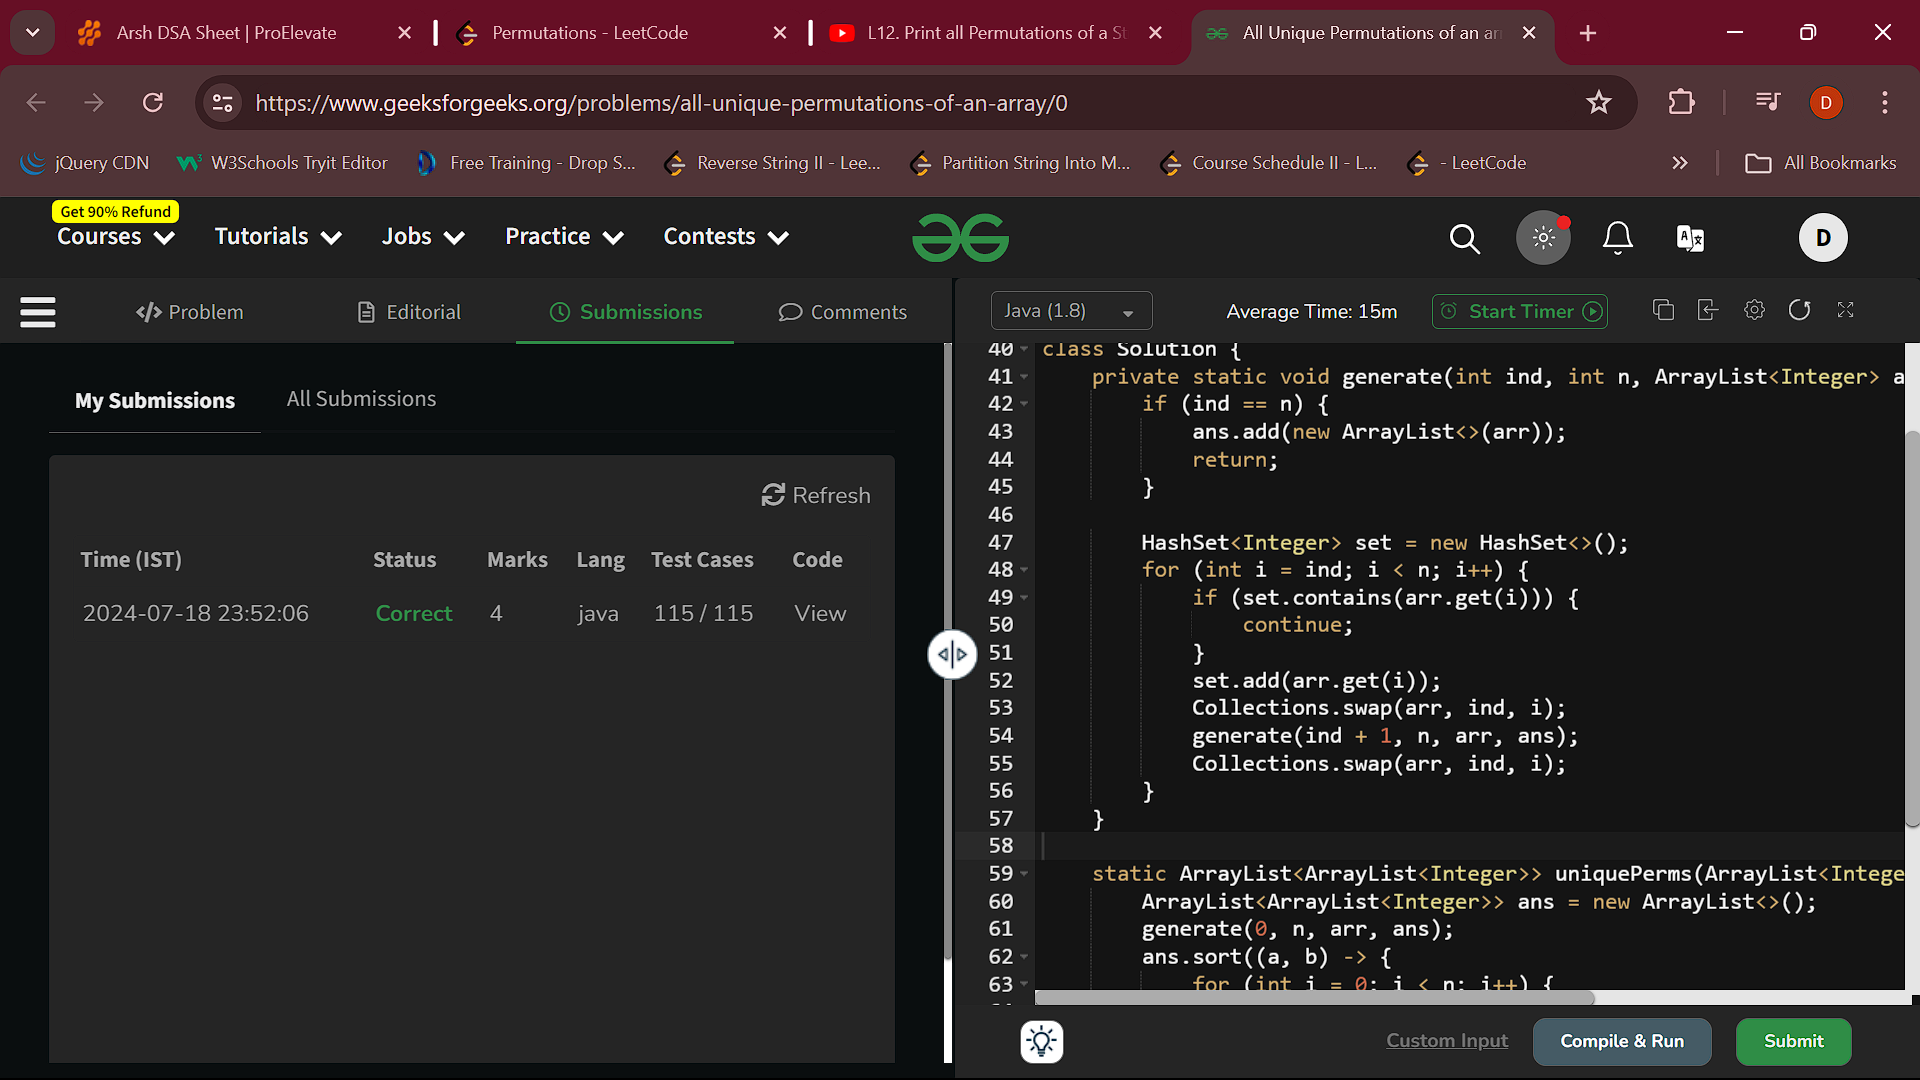 Arsh DSA Sheet | ProElevate
Permutations - LeetCode
L12. Print all Permutations of a St
All Unique Permutations of an arr
https://www.geeksforgeeks.org/problems/all-unique-permutations-of-an-array/0
D
jQuery CDN
W3Schools Tryit Editor
Free Training - Drop S...
Reverse String II - Lee...
Partition String Into M...
Course Schedule II - L...
- LeetCode
All Bookmarks
Get 90% Refund
Courses
Tutorials
Jobs
Practice
Contests
D
Problem
Editorial
Submissions
Comments
Java (1.8)
Average Time: 15m
Start Timer
My Submissions
All Submissions
Refresh
Time (IST) Status Marks Lang Test Cases Code
2024-07-18 23:52:06 Correct 4 java 115 / 115 View
40 class Solution {
41 private static void generate(int ind, int n, ArrayList<Integer> a
42 if (ind == n) {
43 ans.add(new ArrayList<>(arr));
44 return;
45 }
46
47 HashSet<Integer> set = new HashSet<>();
48 for (int i = ind; i < n; i++) {
49 if (set.contains(arr.get(i))) {
50 continue;
51 }
52 set.add(arr.get(i));
53 Collections.swap(arr, ind, i);
54 generate(ind + 1, n, arr, ans);
55 Collections.swap(arr, ind, i);
56 }
57 }
58
59 static ArrayList<ArrayList<Integer>> uniquePerms(ArrayList<Intege
60 ArrayList<ArrayList<Integer>> ans = new ArrayList<>();
61 generate(0, n, arr, ans);
62 ans.sort((a, b) -> {
63 for (int i = 0; i < n; i++) {
Custom Input
Compile & Run
Submit